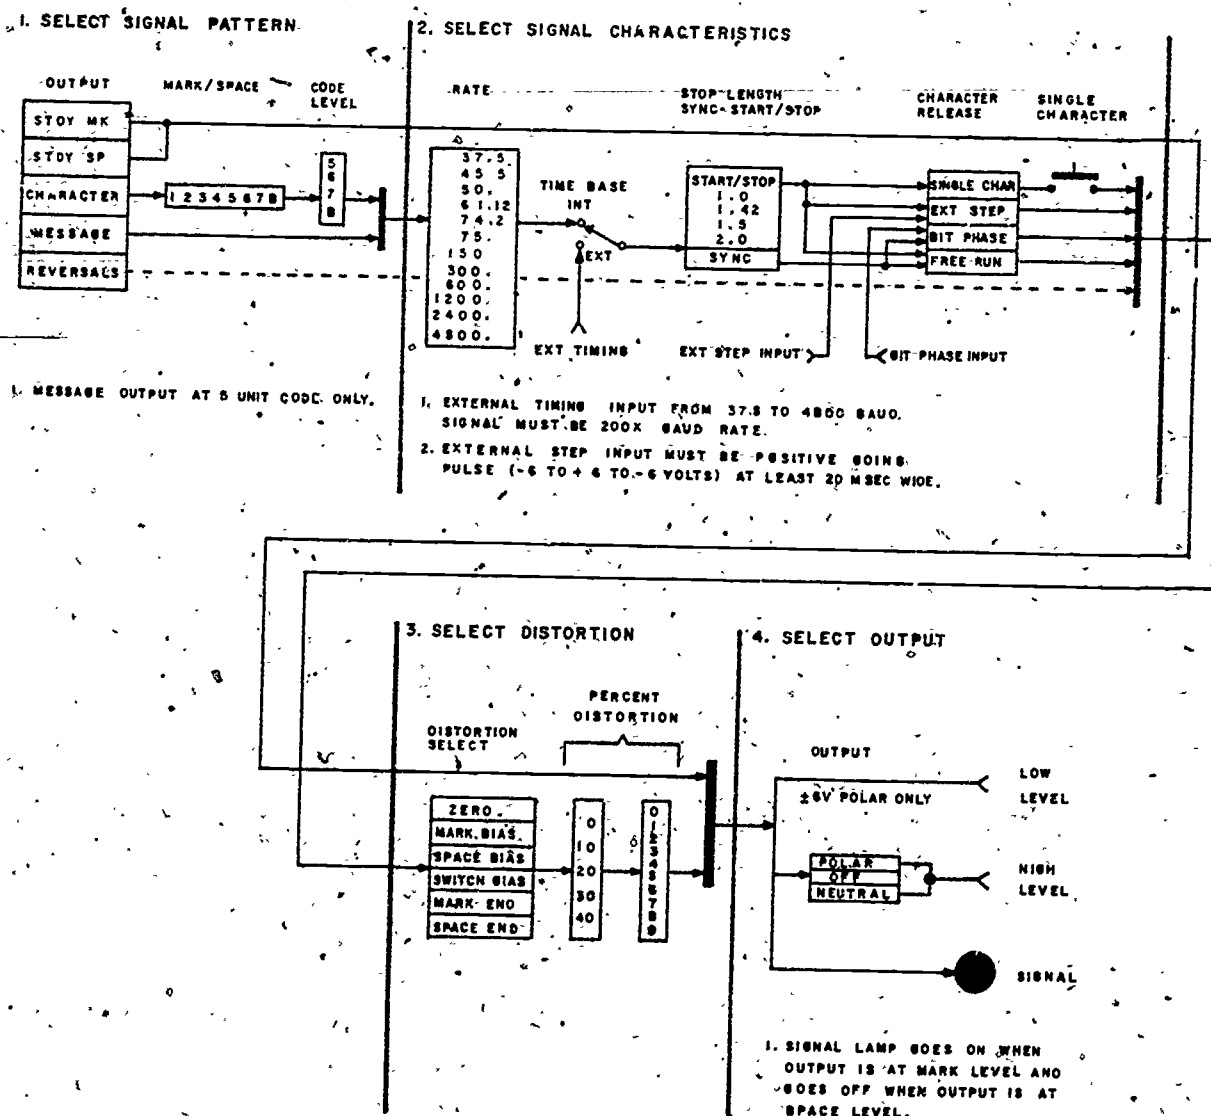 1. SELECT SIGNAL PATTERN
2. SELECT SIGNAL CHARACTERISTICS
OUTPUT
MARK/SPACE
CODE
LEVEL
STDY MK
STDY SP
CHARACTER
MESSAGE
REVERSALS
1 2 3 4 5 6 7 8
5
6
7
8
RATE
37.5
45 5
50.
61.12
74.2
75.
150
300.
600.
1200.
2400.
4800.
TIME BASE
INT
EXT
EXT TIMING
STOP LENGTH
SYNC-START/STOP
START/STOP
1.0
1.42
1.5
2.0
SYNC
CHARACTER
RELEASE
SINGLE CHAR
EXT STEP
BIT PHASE
FREE-RUN
SINGLE
CHARACTER
EXT STEP INPUT
BIT PHASE INPUT
1. MESSAGE OUTPUT AT 5 UNIT CODE ONLY.
1. EXTERNAL TIMING INPUT FROM 37.5 TO 4800 BAUD.
SIGNAL MUST BE 200X BAUD RATE.
2. EXTERNAL STEP INPUT MUST BE POSITIVE GOING
PULSE (-6 TO + 6 TO -6 VOLTS) AT LEAST 20 MSEC WIDE.
3. SELECT DISTORTION
4. SELECT OUTPUT
PERCENT
DISTORTION
DISTORTION
SELECT
ZERO
MARK BIAS
SPACE BIAS
SWITCH BIAS
MARK END
SPACE END
0
10
20
30
40
0
1
2
3
4
5
6
7
8
9
OUTPUT
±6V POLAR ONLY
LOW
LEVEL
POLAR
OFF
NEUTRAL
HIGH
LEVEL
SIGNAL
1. SIGNAL LAMP GOES ON WHEN
OUTPUT IS AT MARK LEVEL AND
GOES OFF WHEN OUTPUT IS AT
SPACE LEVEL.